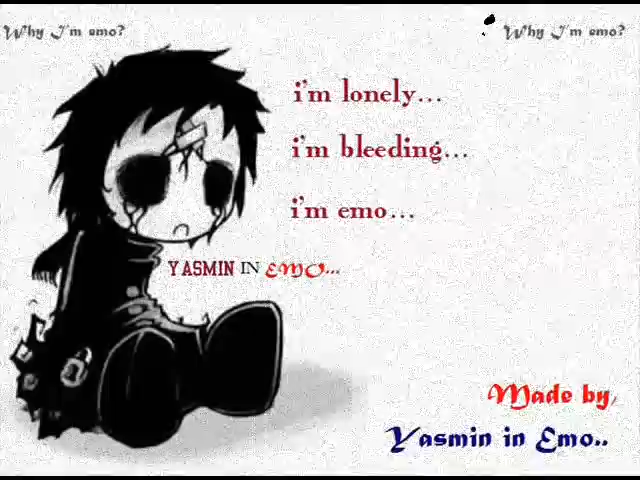 Why I'm emo?
Why I'm emo?
i'm lonely...
i'm bleeding...
i'm emo...
YASMIN IN EMO...
Made by,
Yasmin in Emo..